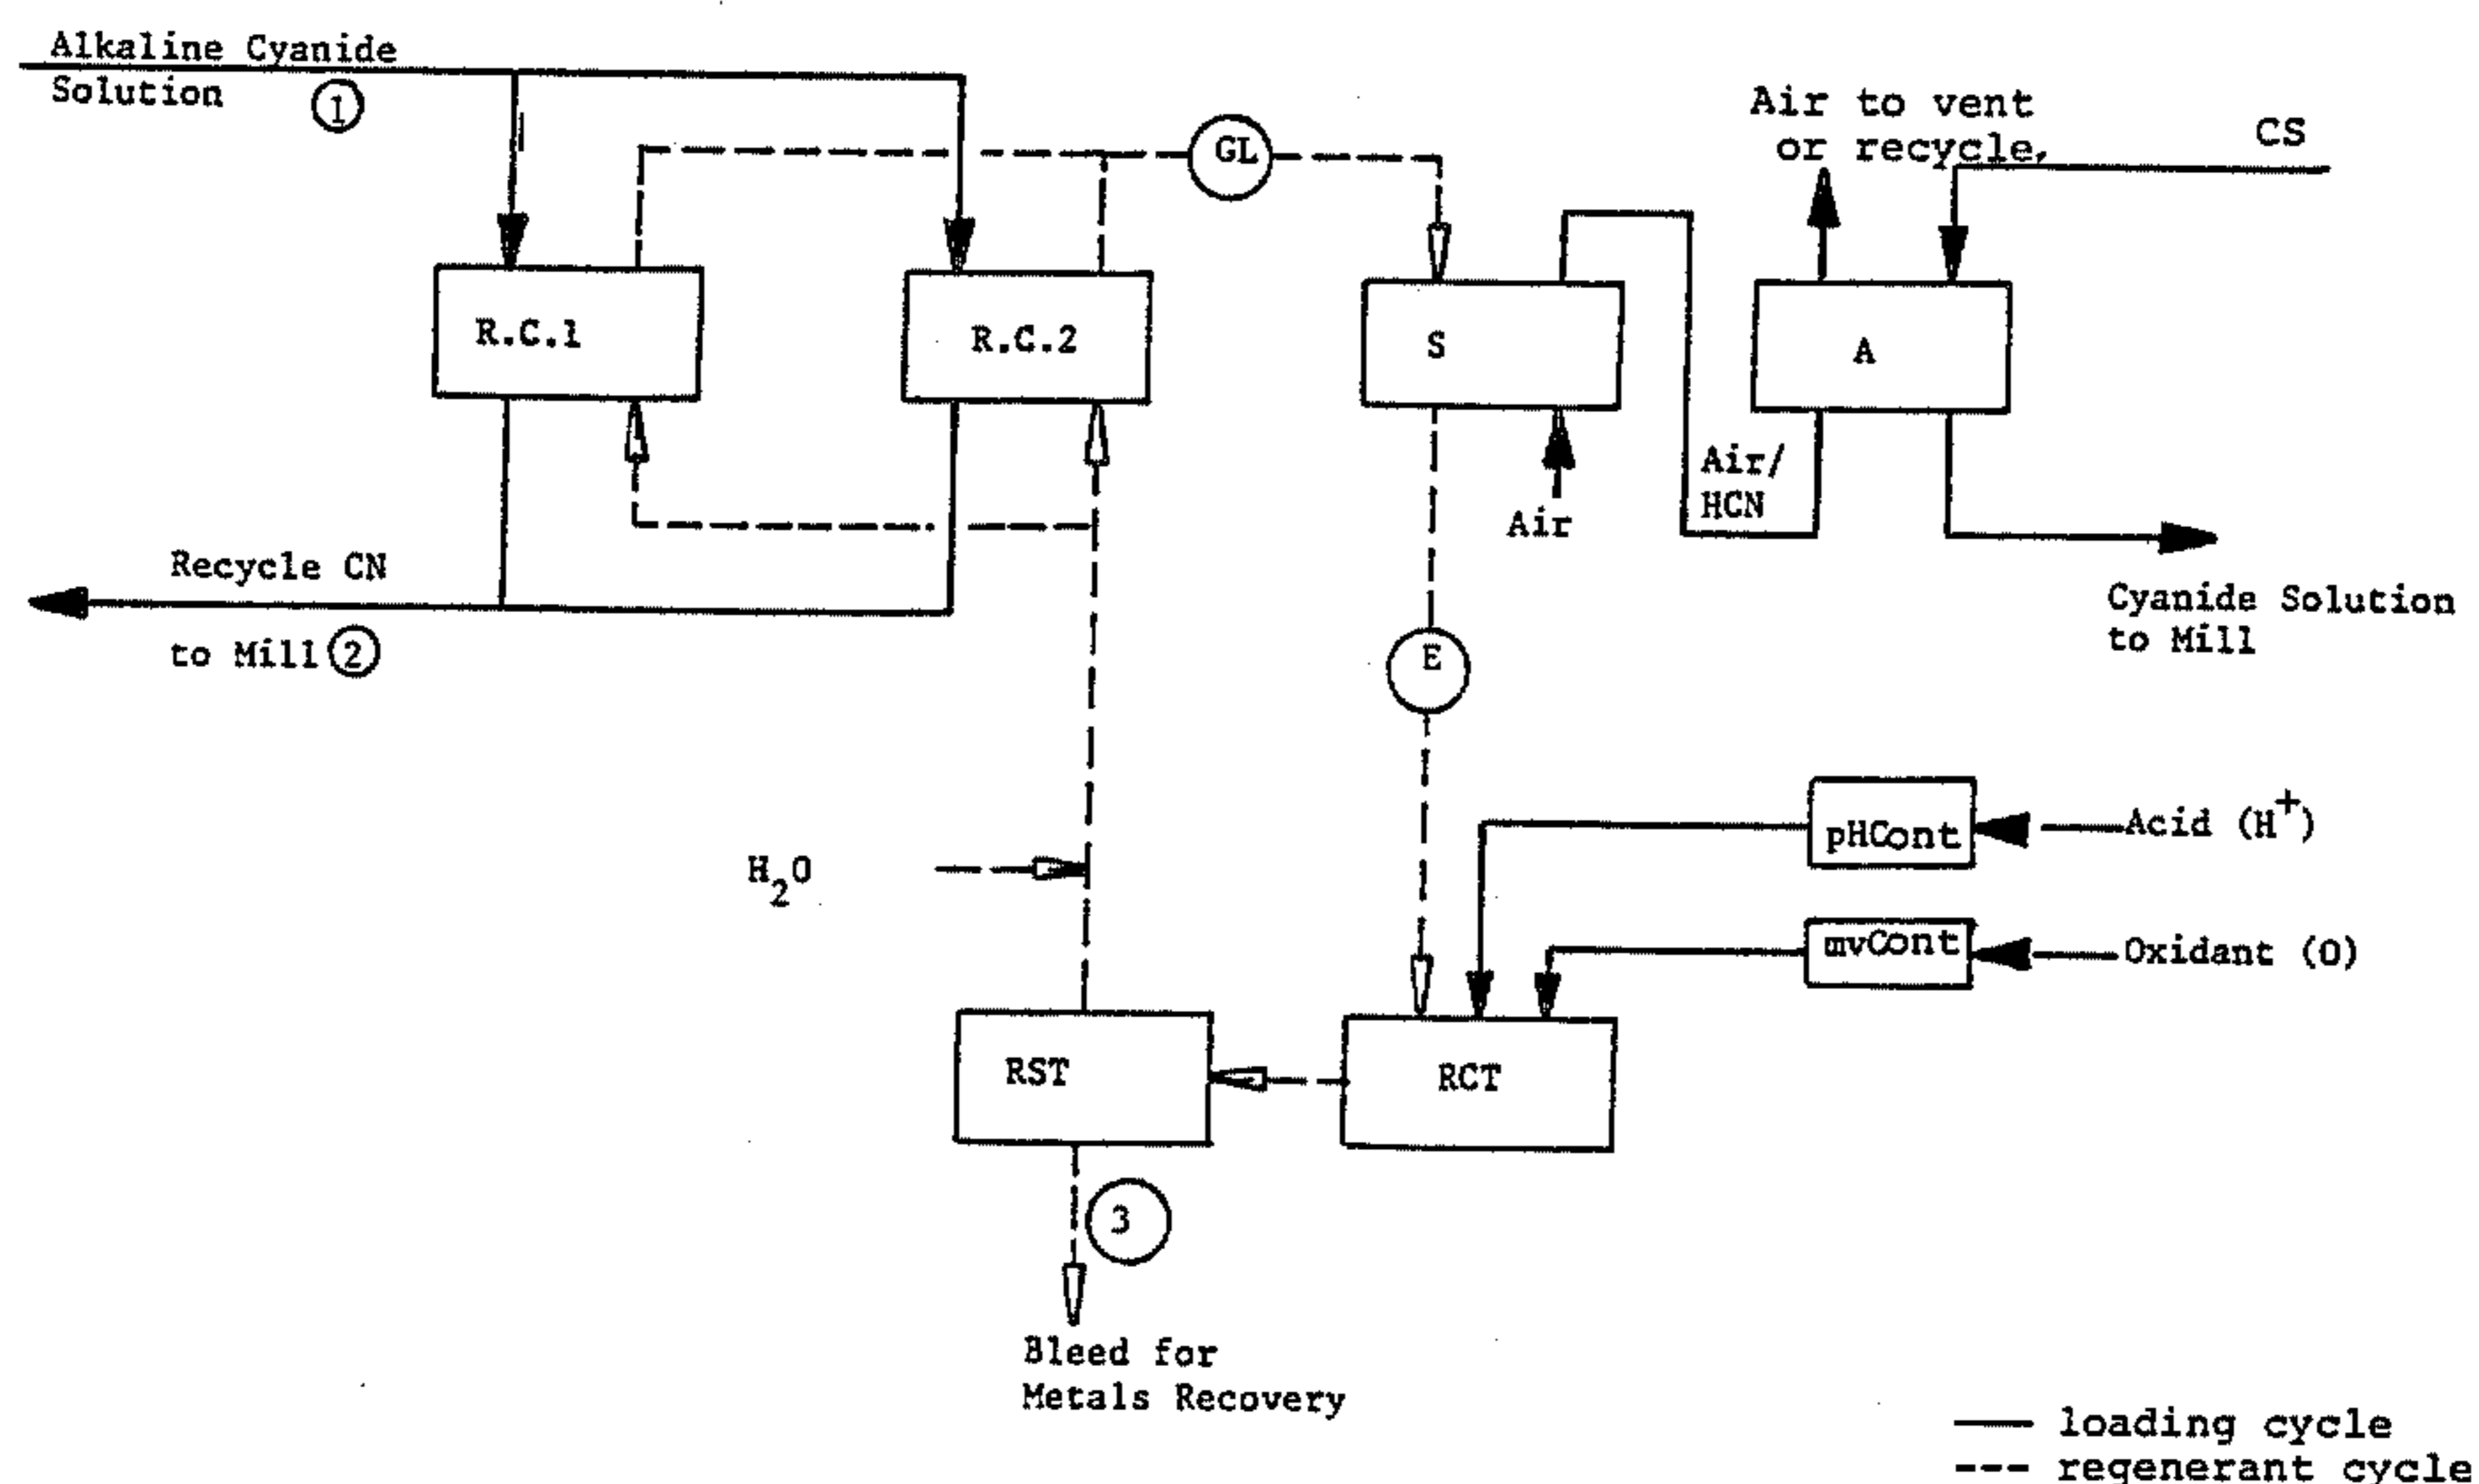 Alkaline Cyanide
Solution
1
GL
Air to vent
or recycle,
CS
R.C.1
R.C.2
S
A
Air/
HCN
Air
Recycle CN
to Mill 2
Cyanide Solution
to Mill
E
pHCont
Acid (H+)
H2O
mvCont
Oxidant (O)
RST
RCT
3
Bleed for
Metals Recovery
loading cycle
regenerant cycle